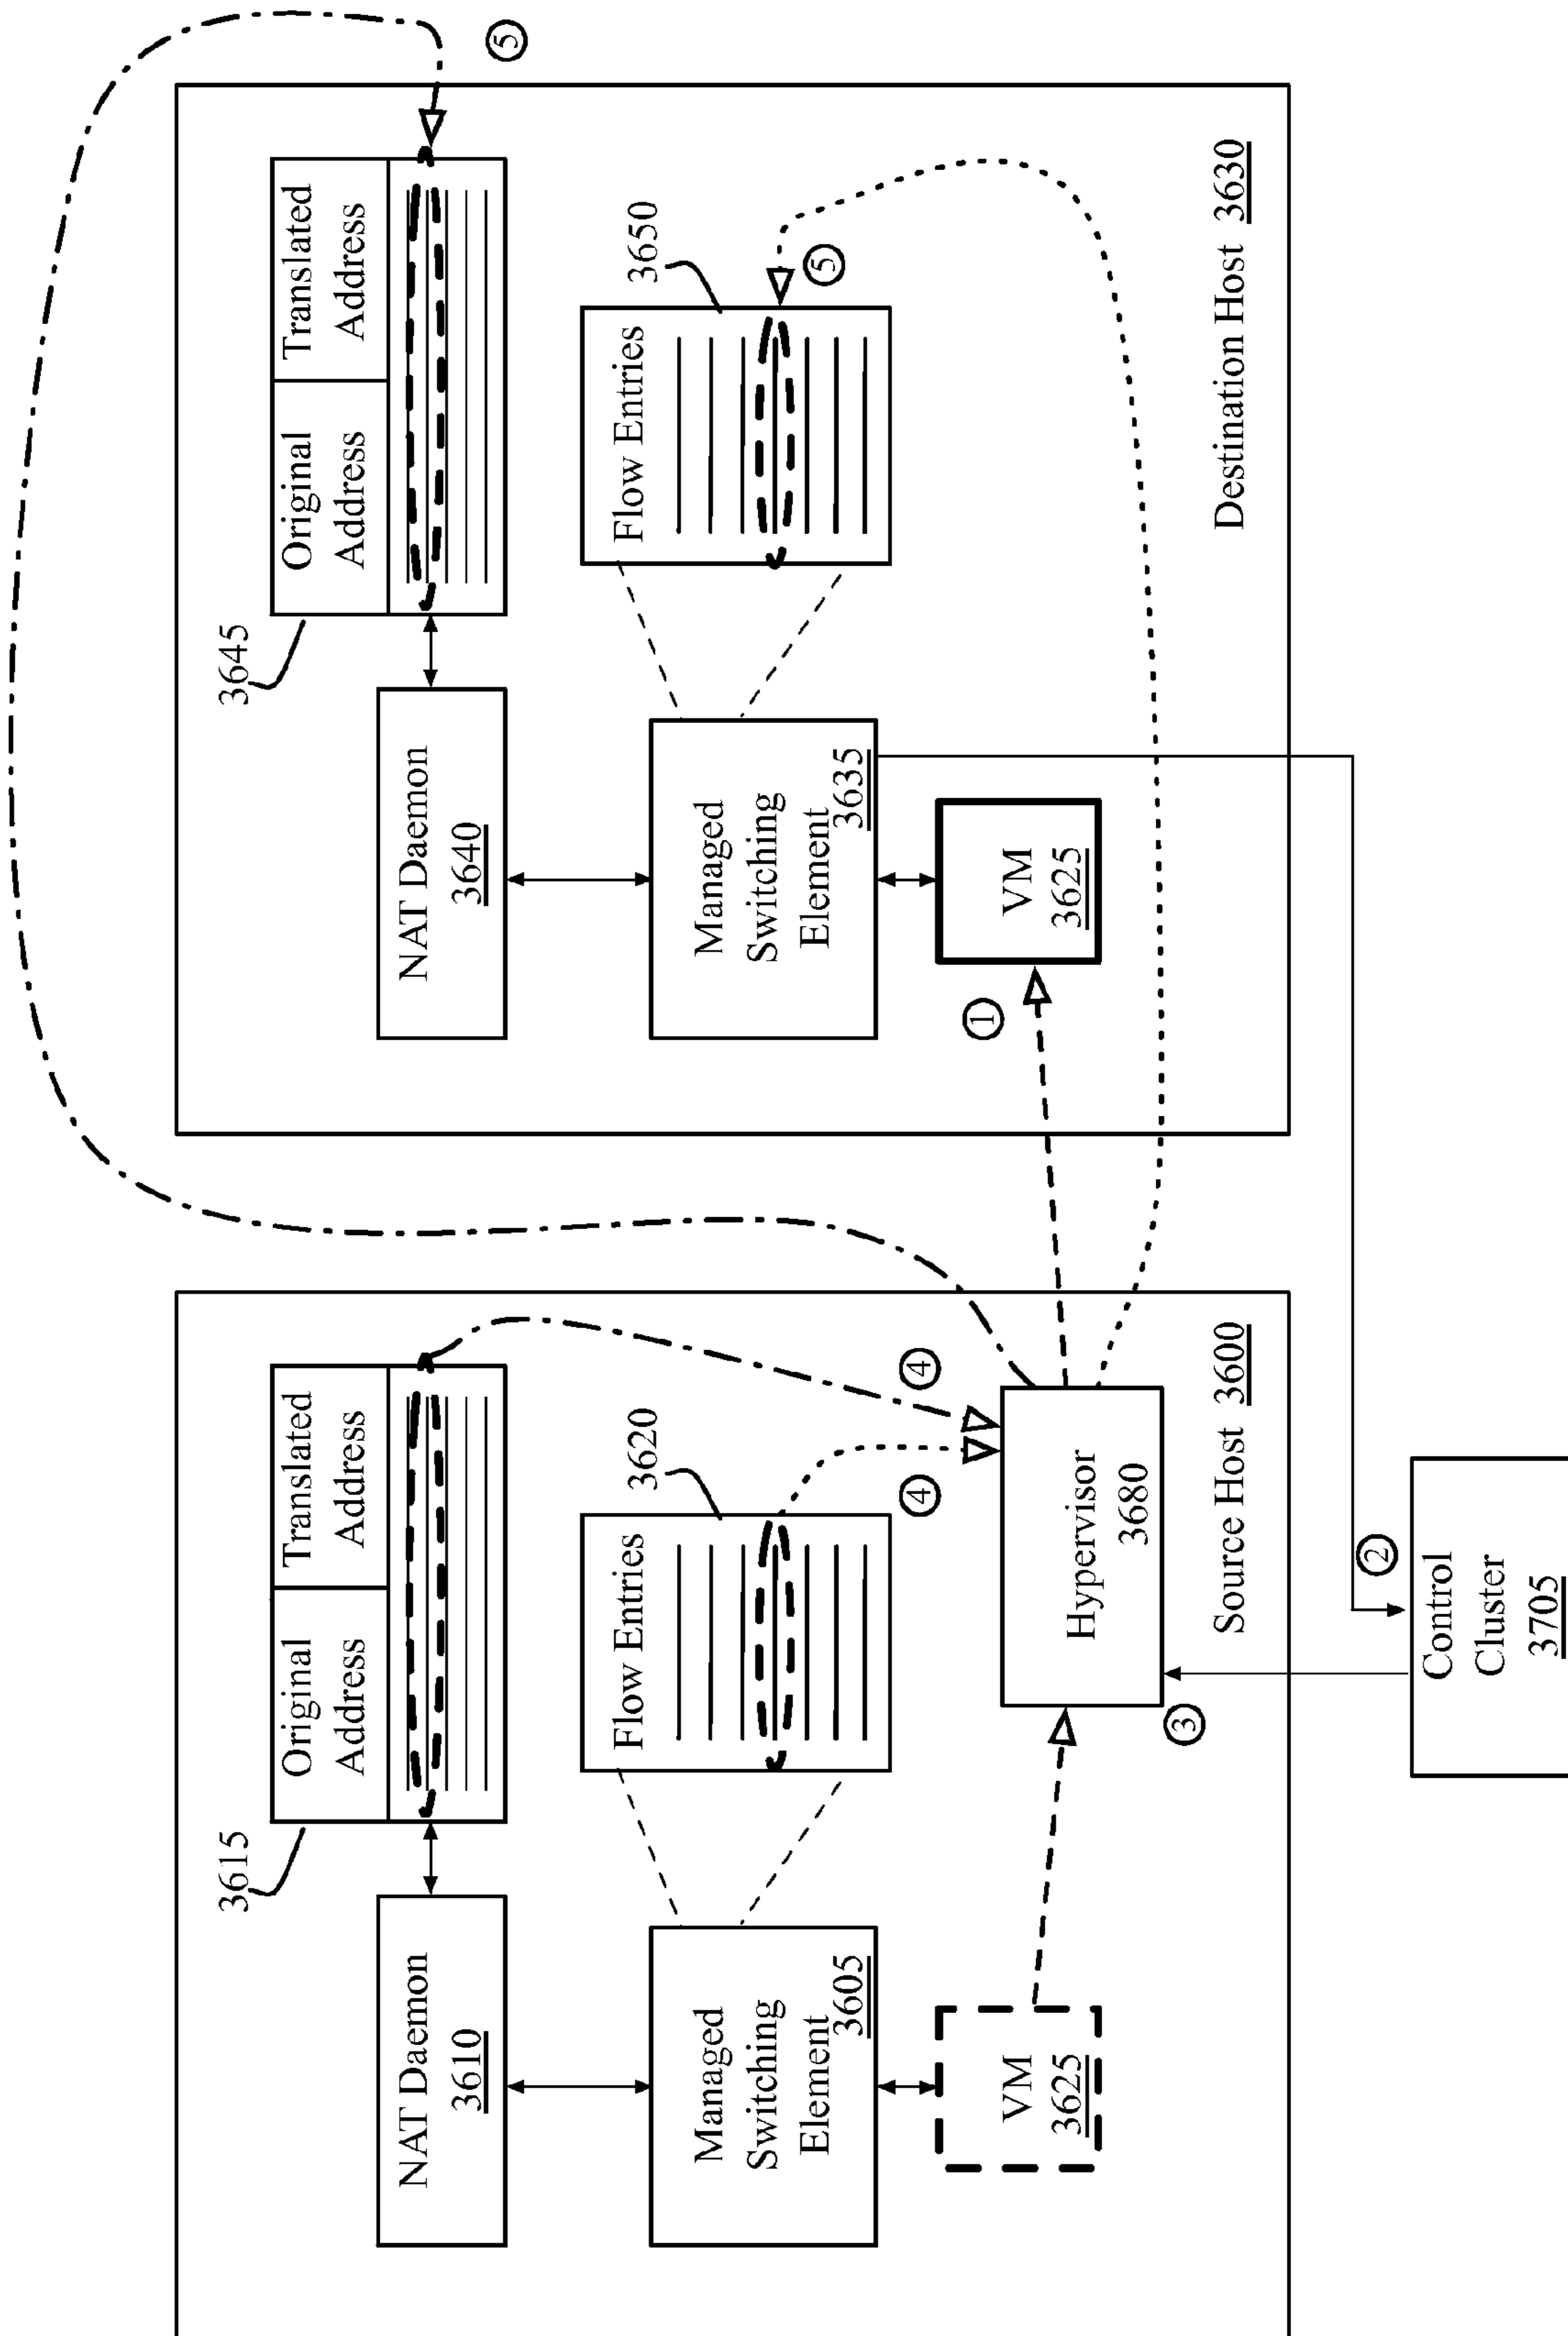 3615
Original
Address
Translated
Address
NAT Daemon
3610
3620
Flow Entries
Managed
Switching
Element
3605
④
④
VM
3625
Hypervisor
3680
③
Source Host 3600
⑤
3645
Original
Address
Translated
Address
NAT Daemon
3640
3650
Flow Entries
⑤
Managed
Switching
Element
3635
①
VM
3625
Destination Host 3630
②
Control
Cluster
3705